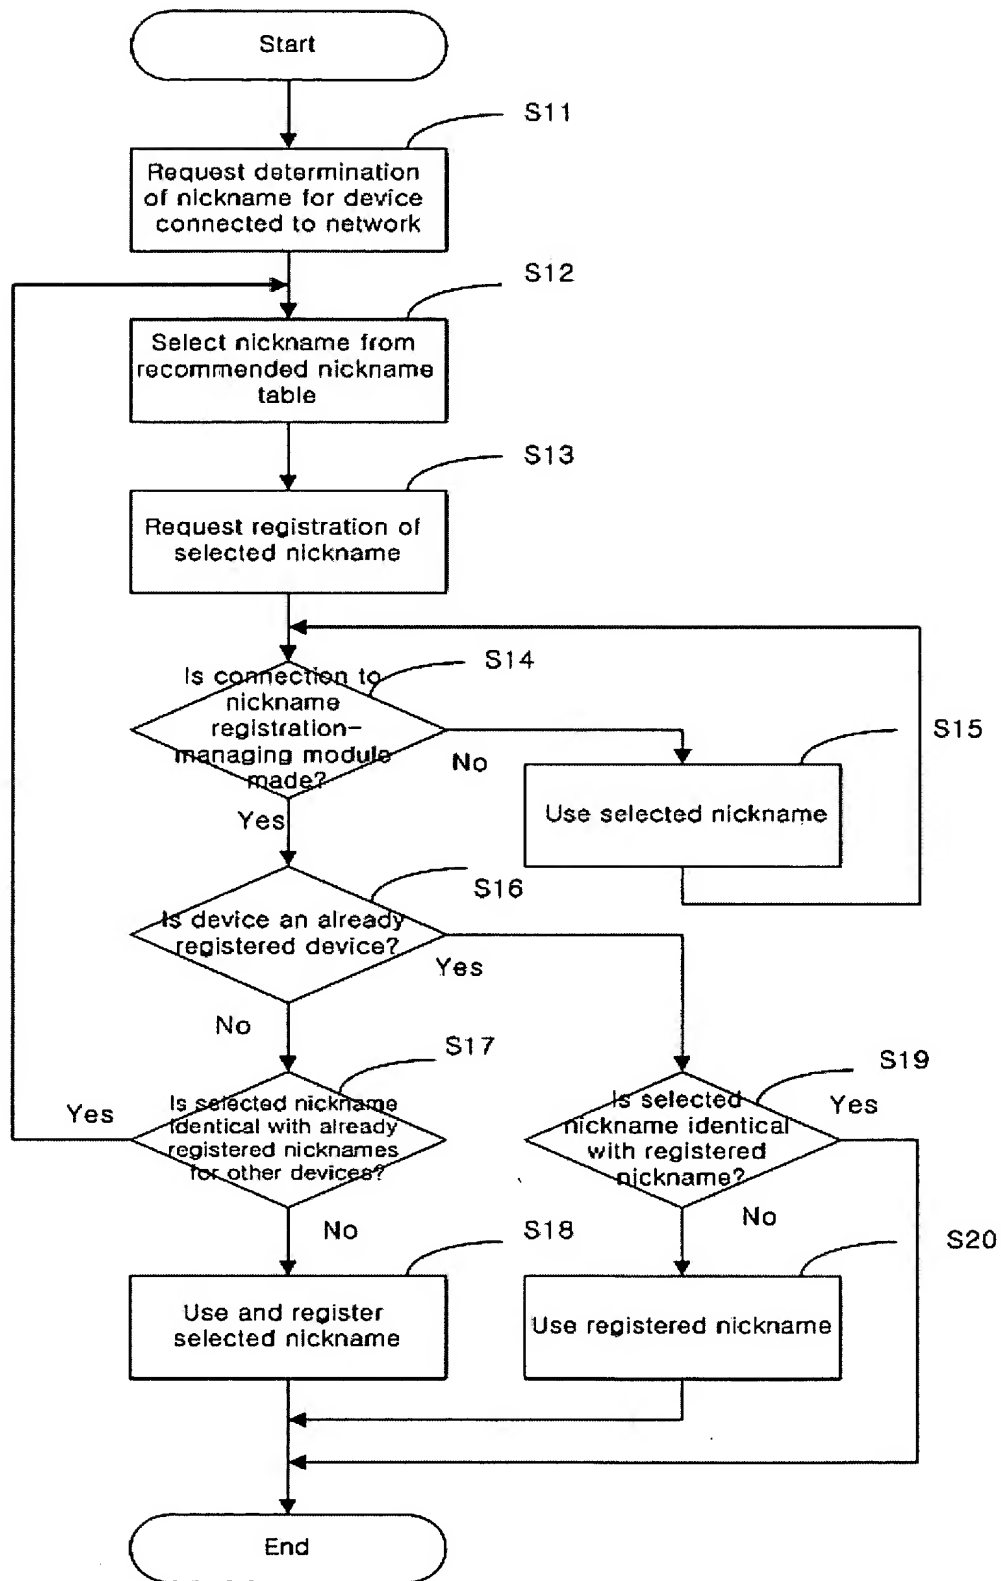 Start
S11
Request determination
of nickname for device
connected to network
S12
Select nickname from
recommended nickname
table
S13
Request registration of
selected nickname
S14
Is connection to
nickname
registration-
managing module
made?
No
Yes
S15
Use selected nickname
S16
Is device an already
registered device?
Yes
No
S17
Is selected nickname
identical with already
registered nicknames
for other devices?
Yes
No
S19
Is selected
nickname identical
with registered
nickname?
Yes
No
S18
Use and register
selected nickname
S20
Use registered nickname
End